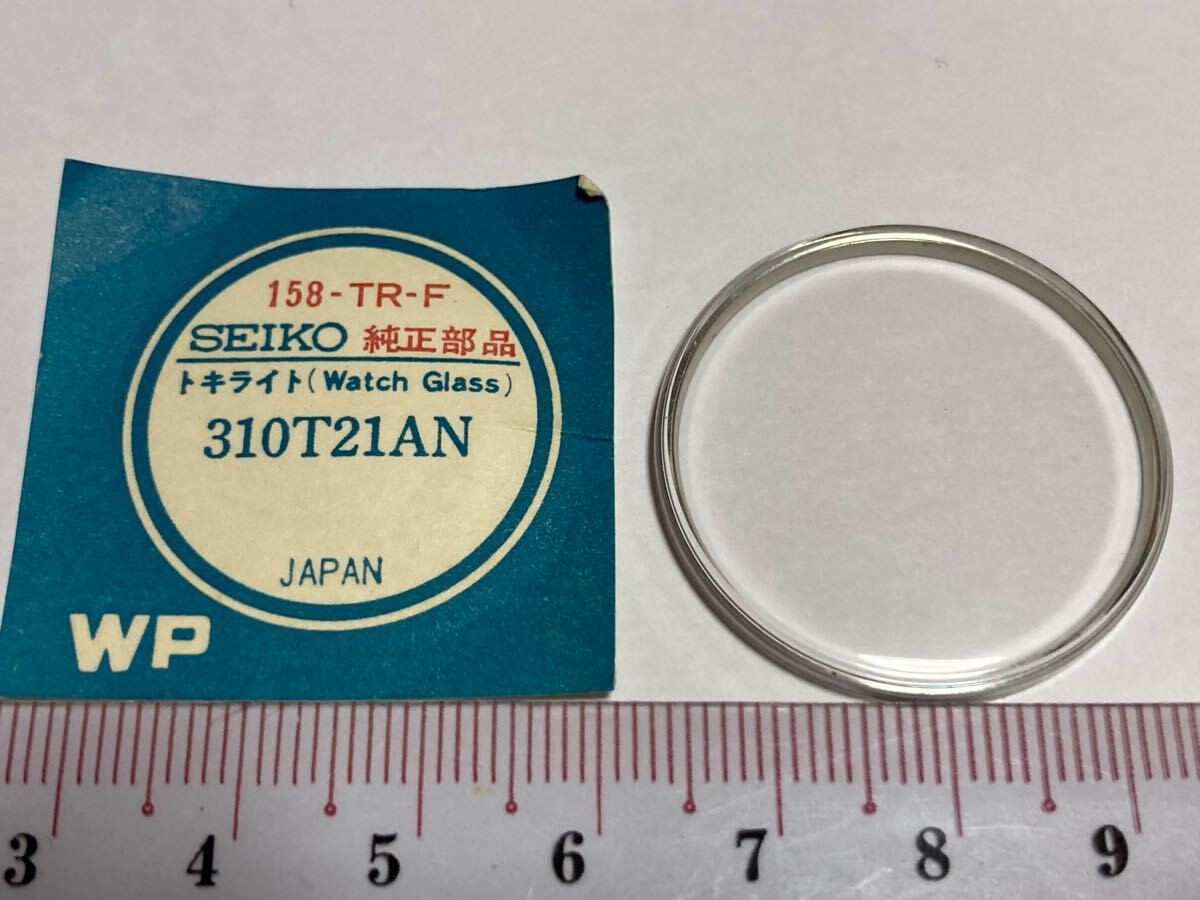 158-TR-F
SEIKO 純正部品
トキライト(Watch Glass)
310T21AN
JAPAN
WP
3 4 5 6 7 8 9